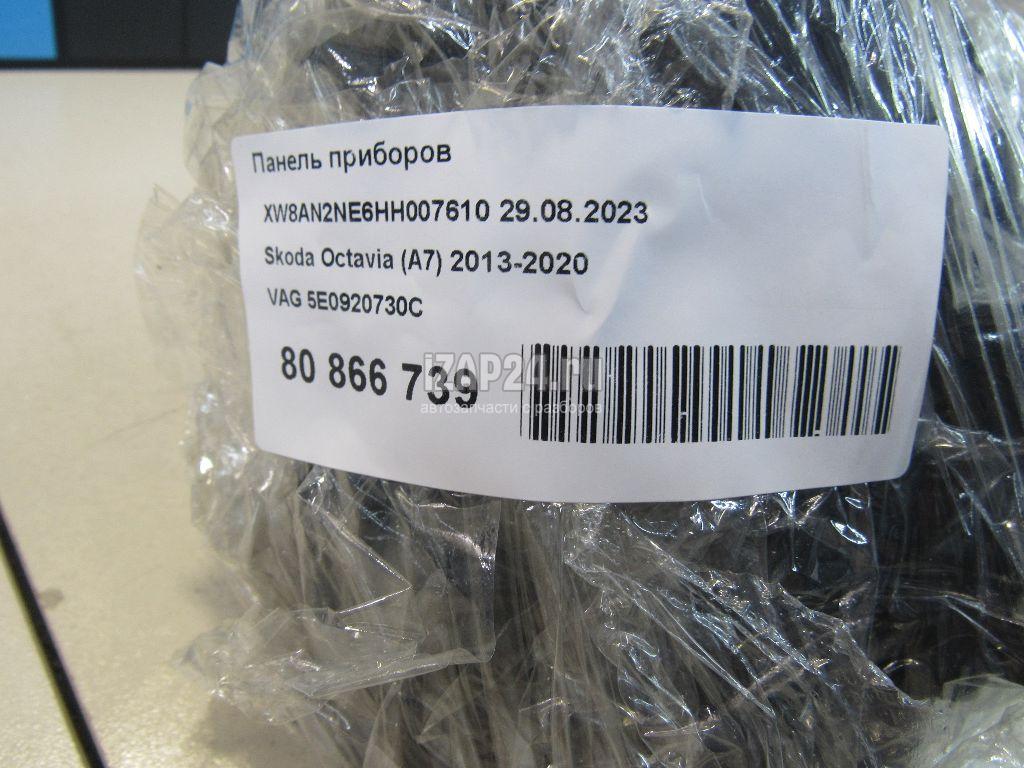 Панель приборов
XW8AN2NE6HH007610 29.08.2023
Skoda Octavia (A7) 2013-2020
VAG 5E0920730C
80 866 739
iZAP24.ru
автозапчасти с разборов